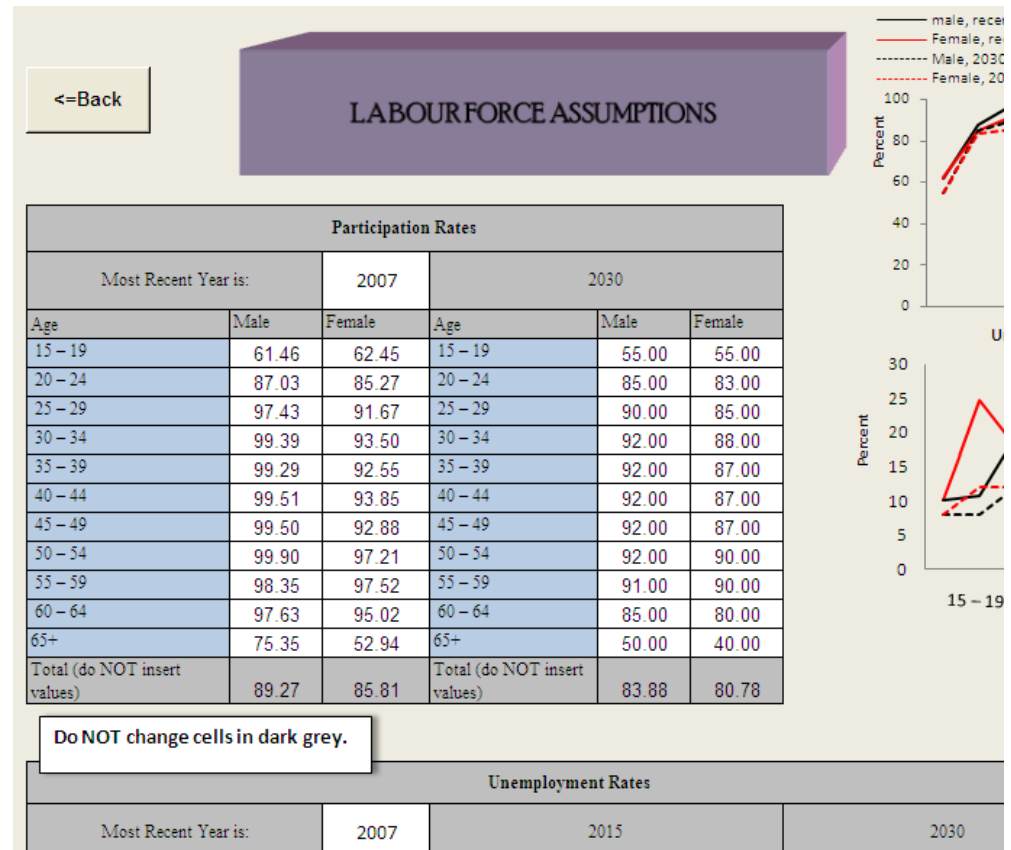 <=Back
LABOUR FORCE ASSUMPTIONS
Participation Rates
Most Recent Year is: 2007 2030
Age Male Female Age Male Female
15 – 19 61.46 62.45 15 – 19 55.00 55.00
20 – 24 87.03 85.27 20 – 24 85.00 83.00
25 – 29 97.43 91.67 25 – 29 90.00 85.00
30 – 34 99.39 93.50 30 – 34 92.00 88.00
35 – 39 99.29 92.55 35 – 39 92.00 87.00
40 – 44 99.51 93.85 40 – 44 92.00 87.00
45 – 49 99.50 92.88 45 – 49 92.00 87.00
50 – 54 99.90 97.21 50 – 54 92.00 90.00
55 – 59 98.35 97.52 55 – 59 91.00 90.00
60 – 64 97.63 95.02 60 – 64 85.00 80.00
65+ 75.35 52.94 65+ 50.00 40.00
Total (do NOT insert Total (do NOT insert
values) 89.27 85.81 values) 83.88 80.78
Do NOT change cells in dark grey.
Unemployment Rates
Most Recent Year is: 2007 2015 2030
male, recen
Female, re
Male, 2030
Female, 20
Percent
100
80
60
40
20
0
U
Percent
30
25
20
15
10
5
0
15 – 19